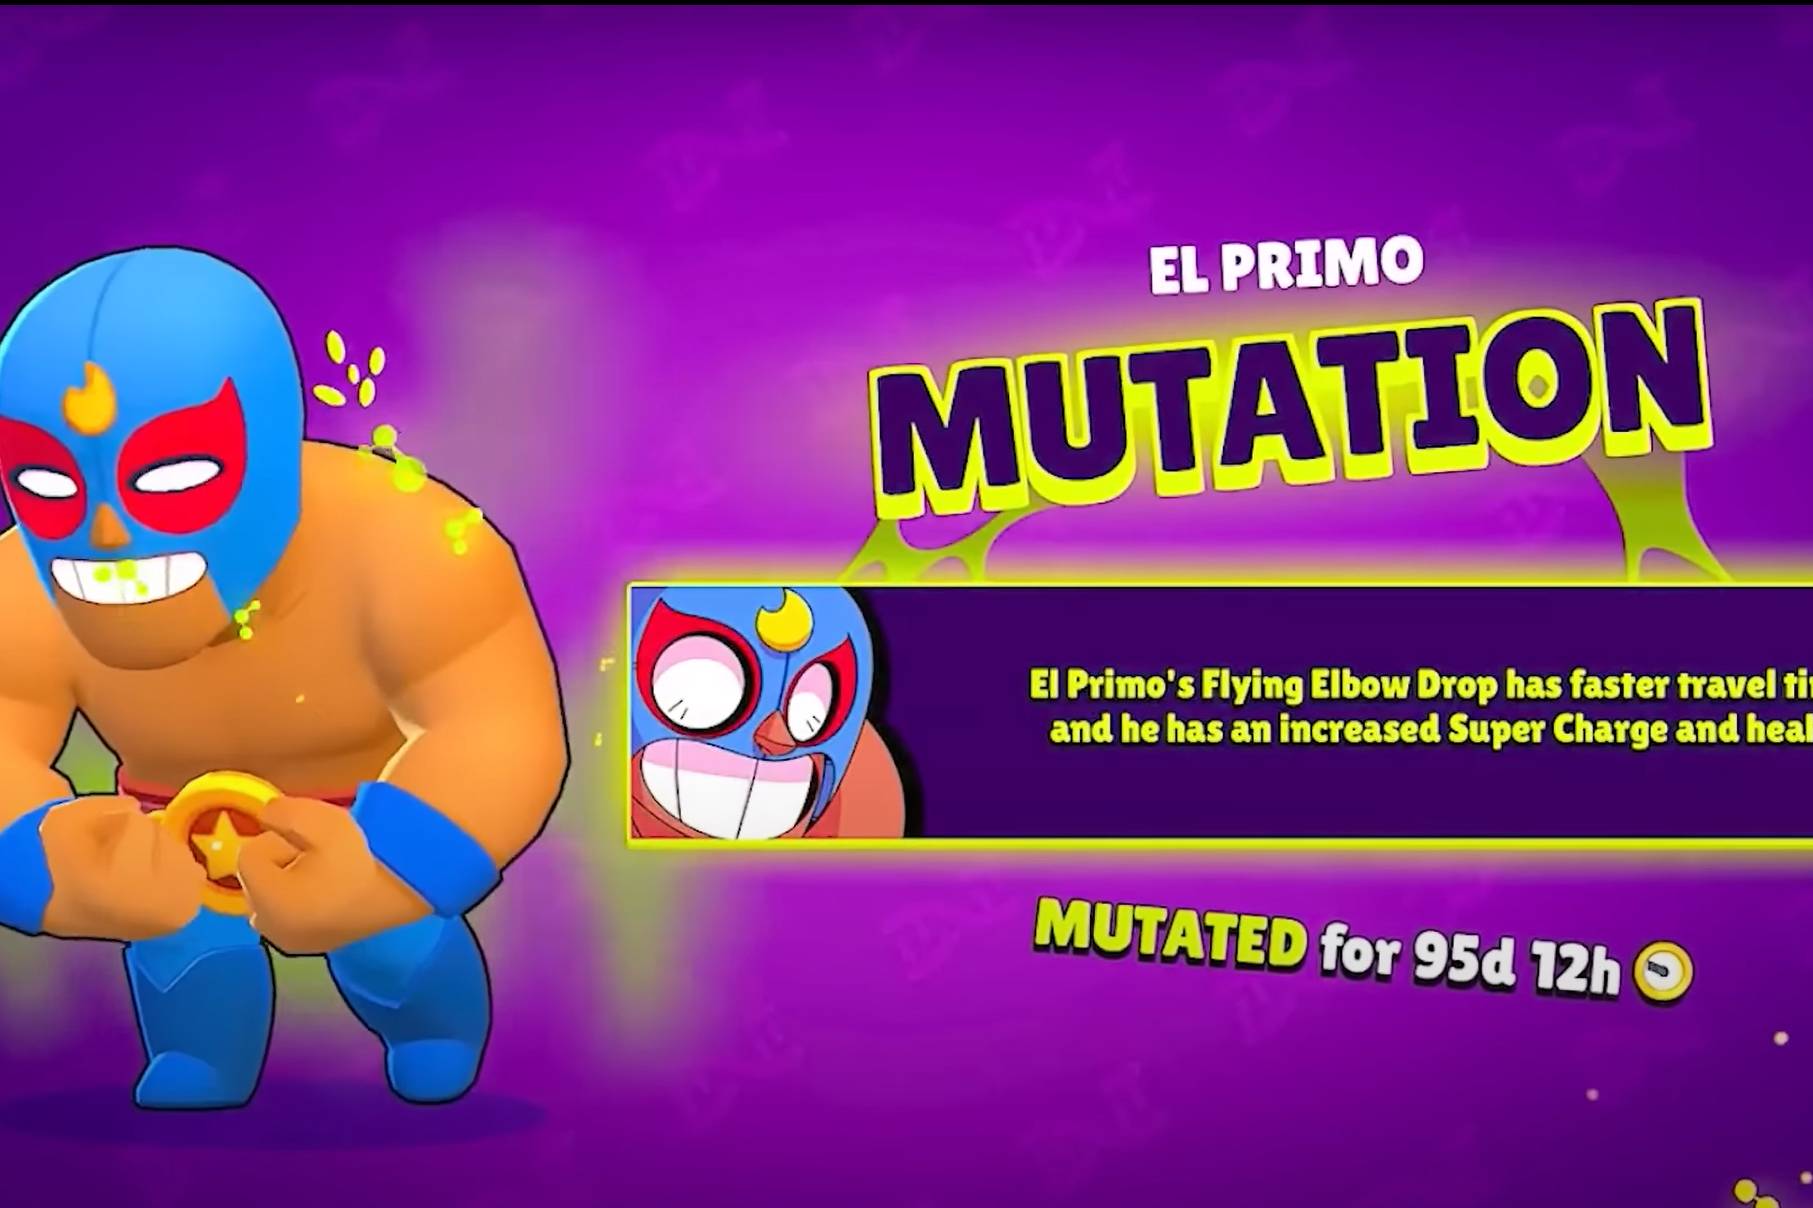 EL PRIMO
MUTATION
El Primo's Flying Elbow Drop has faster travel
and he has an increased Super Charge and
MUTATED for 95d 12h